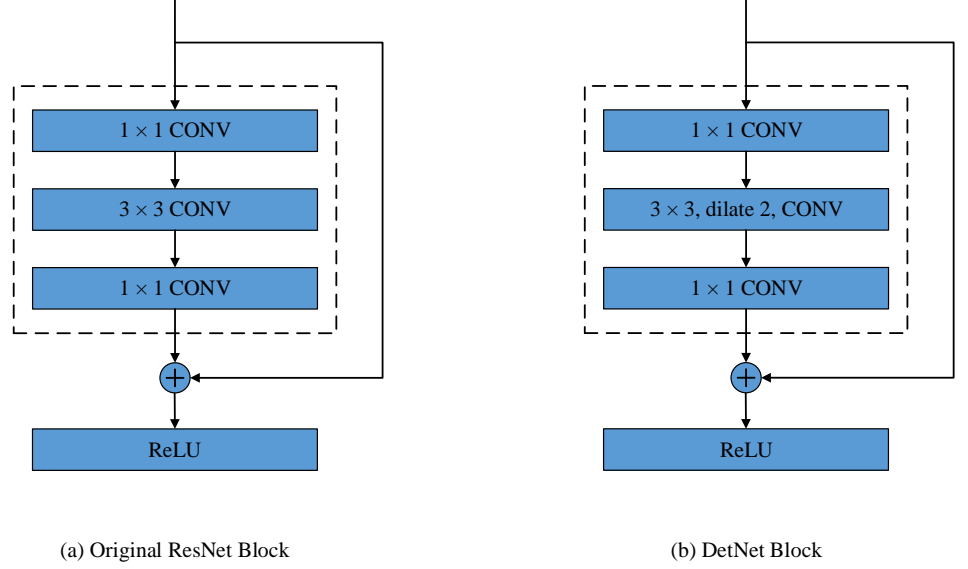 1 × 1 CONV
3 × 3 CONV
1 × 1 CONV
ReLU
(a) Original ResNet Block
1 × 1 CONV
3 × 3, dilate 2, CONV
1 × 1 CONV
ReLU
(b) DetNet Block